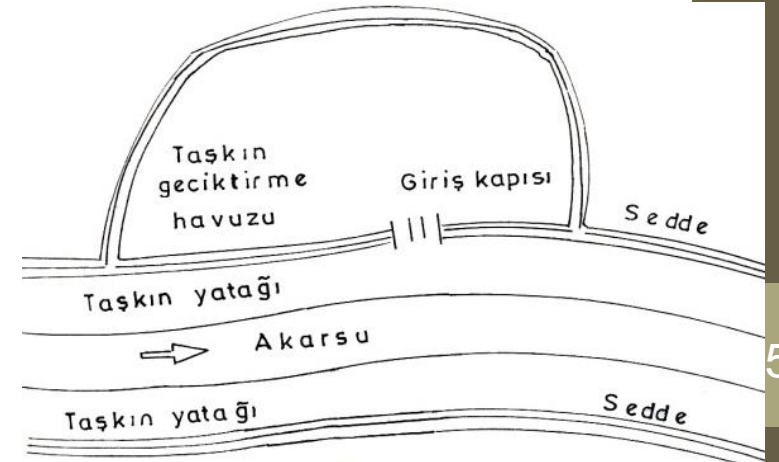 Taşkın
geciktirme
havuzu
Giriş kapısı
Sedde
Taşkın yatağı
Akarsu
Sedde
Taşkın yatağı
5